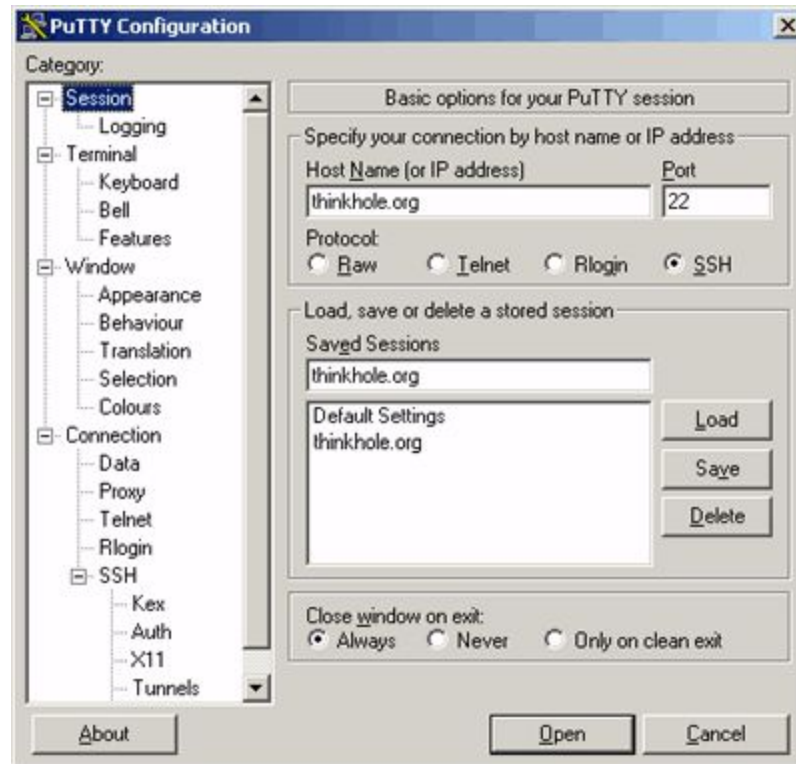 PuTTY Configuration
Category:
Session
Logging
Terminal
Keyboard
Bell
Features
Window
Appearance
Behaviour
Translation
Selection
Colours
Connection
Data
Proxy
Telnet
Rlogin
SSH
Kex
Auth
X11
Tunnels
Basic options for your PuTTY session
Specify your connection by host name or IP address
Host Name (or IP address) Port
thinkhole.org 22
Protocol:
Raw Telnet Rlogin SSH
Load, save or delete a stored session
Saved Sessions
thinkhole.org
Default Settings
thinkhole.org
Load
Save
Delete
Close window on exit:
Always Never Only on clean exit
About Open Cancel